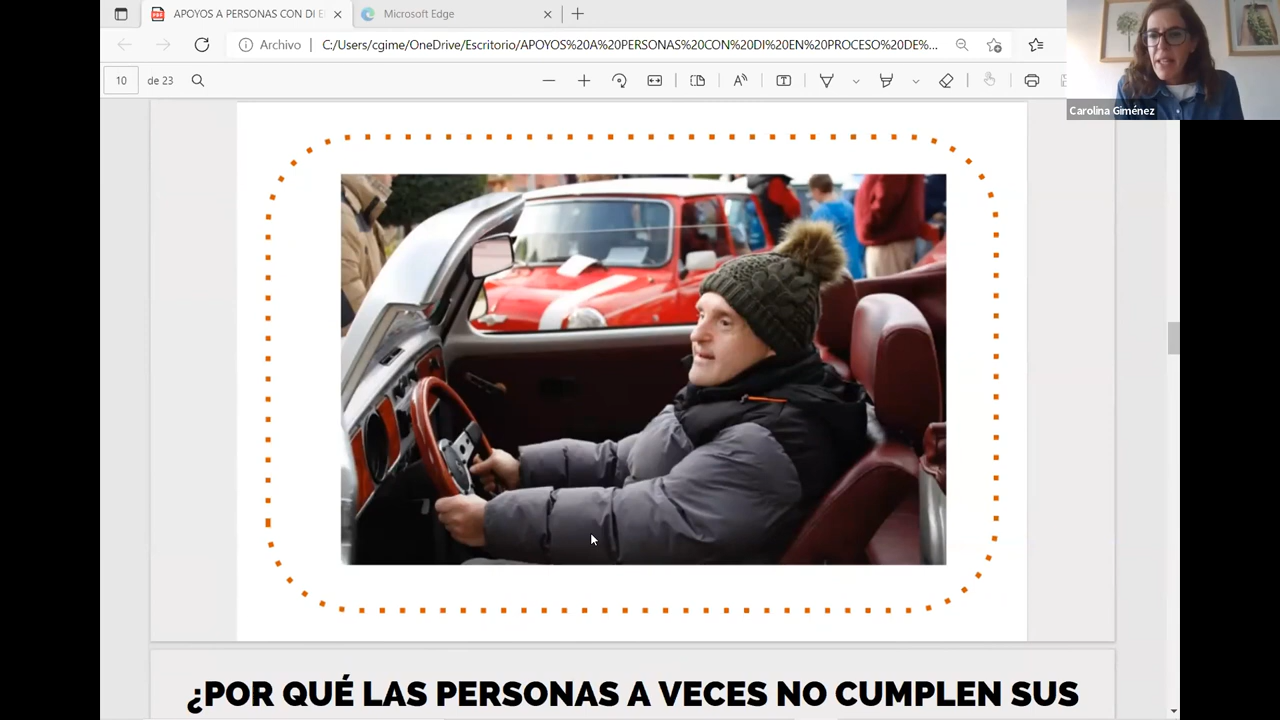 APOYOS A PERSONAS CON DI E
Microsoft Edge
Archivo
C:/Users/cgime/OneDrive/Escritorio/APOYOS%20A%20PERSONAS%20CON%20DI%20EN%20PROCESO%20DE%...
10 de 23
Carolina Giménez
¿POR QUÉ LAS PERSONAS A VECES NO CUMPLEN SUS